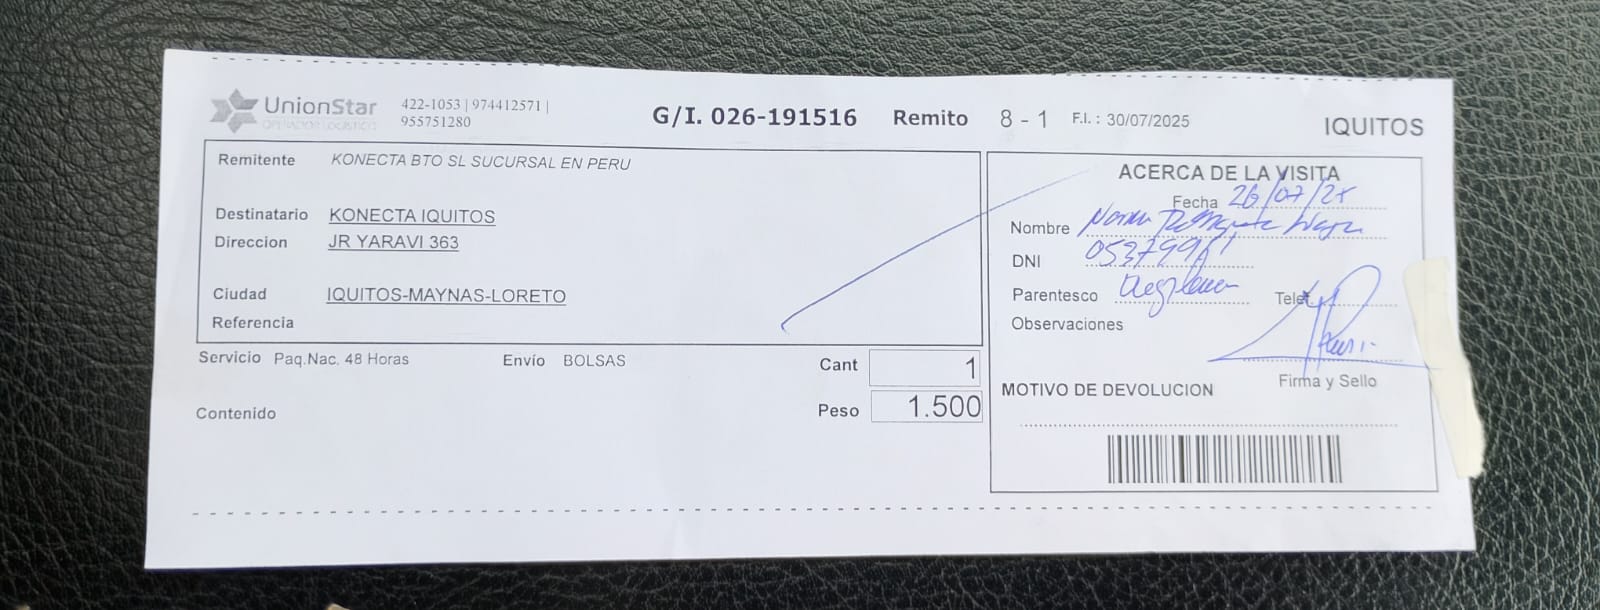 UnionStar
OPERADOR LOGISTICO
422-1053 | 974412571 |
955751280
G/I. 026-191516 Remito 8 - 1 F.I. : 30/07/2025
IQUITOS
Remitente KONECTA BTO SL SUCURSAL EN PERU
Destinatario KONECTA IQUITOS
Direccion JR YARAVI 363
Ciudad IQUITOS-MAYNAS-LORETO
Referencia
Servicio Paq.Nac. 48 Horas Envío BOLSAS Cant 1
Contenido
Peso 1.500
ACERCA DE LA VISITA
Fecha 26/07/25
Nombre
DNI
Parentesco
Telef.
Observaciones
Firma y Sello
MOTIVO DE DEVOLUCION